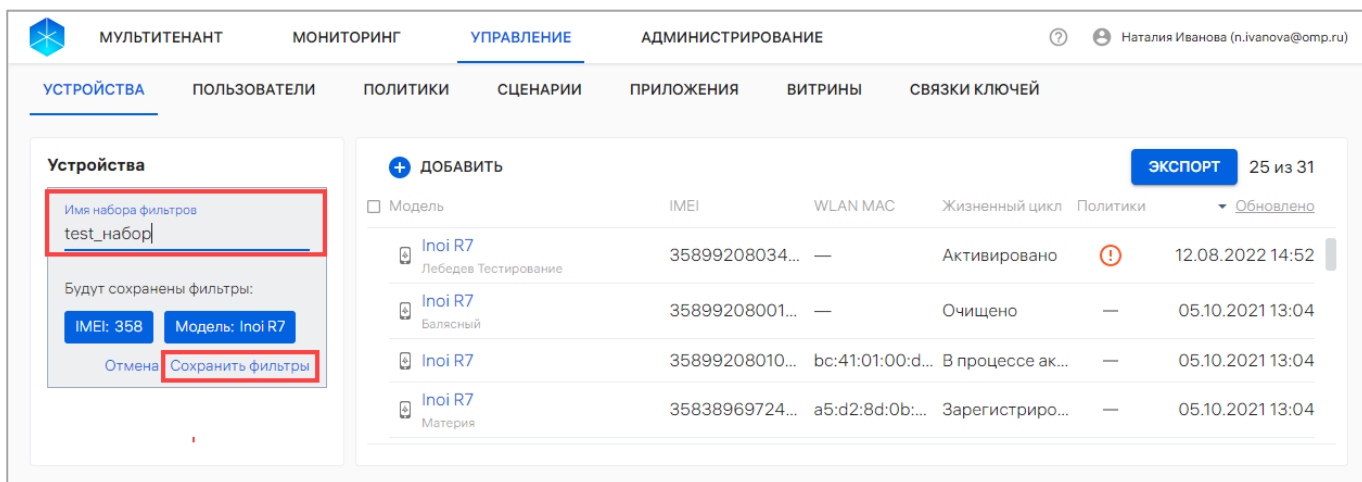 МУЛЬТИТЕНАНТ МОНИТОРИНГ УПРАВЛЕНИЕ АДМИНИСТРИРОВАНИЕ ? Наталия Иванова (n.ivanova@omp.ru)
УСТРОЙСТВА ПОЛЬЗОВАТЕЛИ ПОЛИТИКИ СЦЕНАРИИ ПРИЛОЖЕНИЯ ВИТРИНЫ СВЯЗКИ КЛЮЧЕЙ
Устройства
Имя набора фильтров
test_набор
Будут сохранены фильтры:
IMEI: 358 Модель: Inoi R7
Отмена Сохранить фильтры
+ ДОБАВИТЬ ЭКСПОРТ 25 из 31
Модель IMEI WLAN MAC Жизненный цикл Политики Обновлено
Inoi R7 35899208034... — Активировано ! 12.08.2022 14:52
Лебедев Тестирование
Inoi R7 35899208001... — Очищено — 05.10.2021 13:04
Балясный
Inoi R7 35899208010... bc:41:01:00:d... В процессе ак... — 05.10.2021 13:04
Inoi R7 35838969724... a5:d2:8d:0b:... Зарегистриро... — 05.10.2021 13:04
Материя